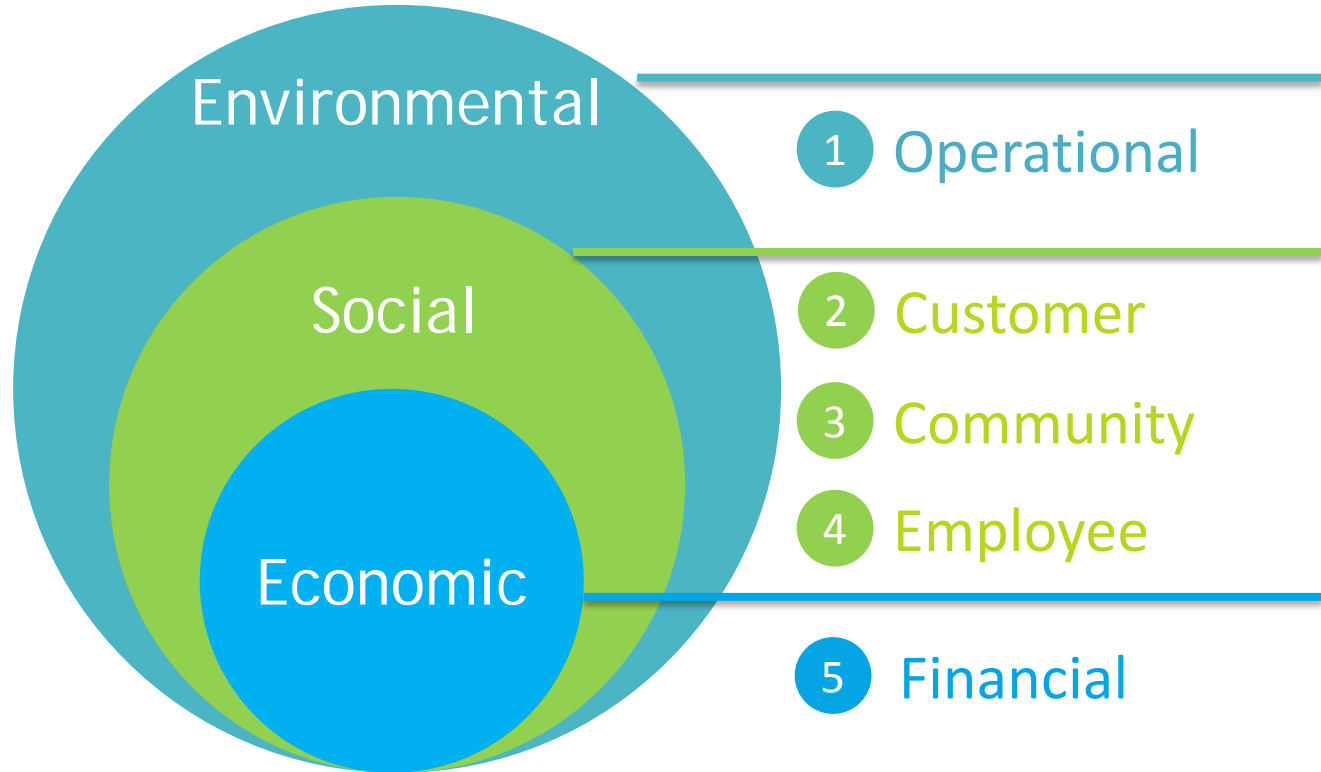 Environmental
1 Operational
Social
2 Customer
3 Community
4 Employee
Economic
5 Financial